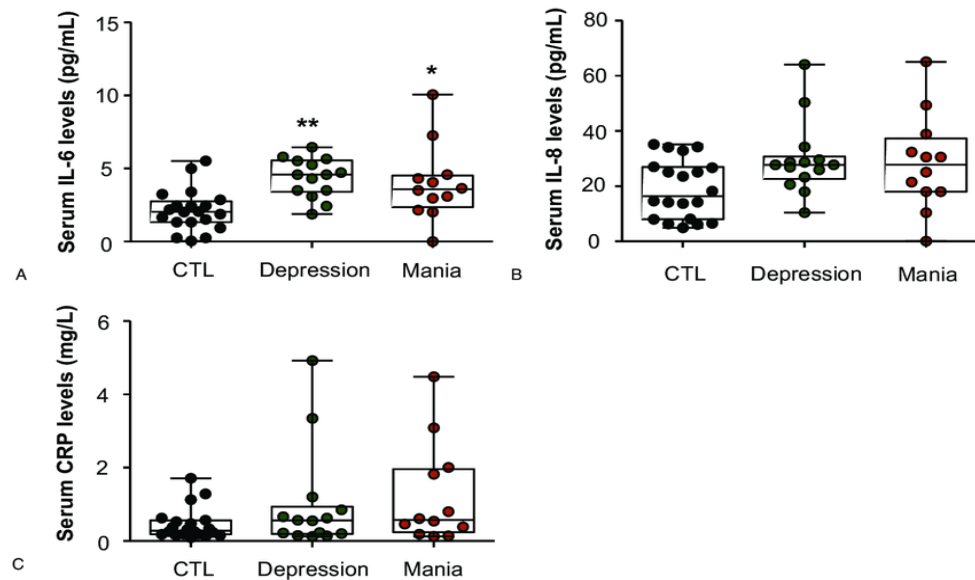 Serum IL-6 levels (pg/mL)
15
10
5
0
**
*
CTL Depression Mania
A
Serum IL-8 levels (pg/mL)
80
60
40
20
0
CTL Depression Mania
B
Serum CRP levels (mg/L)
6
4
2
0
CTL Depression Mania
C